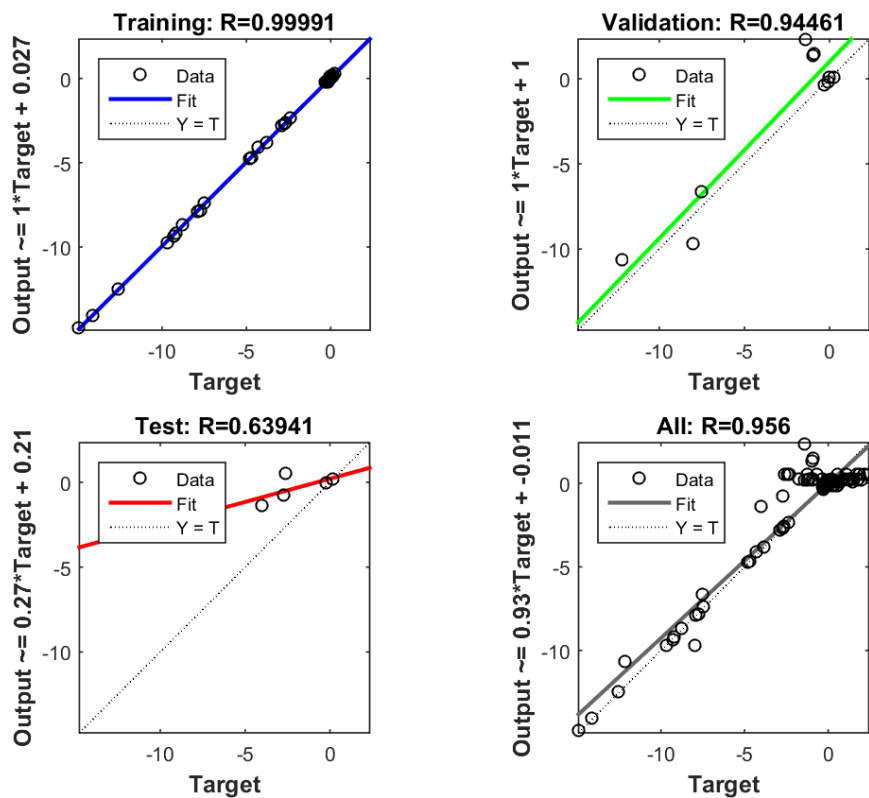 Training: R=0.99991
Output ~= 1*Target + 0.027
Data
Fit
Y = T
0
-5
-10
-10
-5
0
Target
Validation: R=0.94461
Output ~= 1*Target + 1
Data
Fit
Y = T
0
-5
-10
-10
-5
0
Target
Test: R=0.63941
Output ~= 0.27*Target + 0.21
Data
Fit
Y = T
0
-5
-10
-10
-5
0
Target
All: R=0.956
Output ~= 0.93*Target + -0.011
Data
Fit
Y = T
0
-5
-10
-10
-5
0
Target